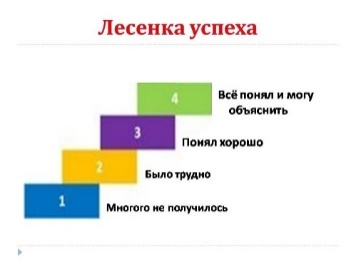 Лесенка успеха
4
Всё понял и могу
объяснить
3
Понял хорошо
2
Было трудно
1
Многого не получилось